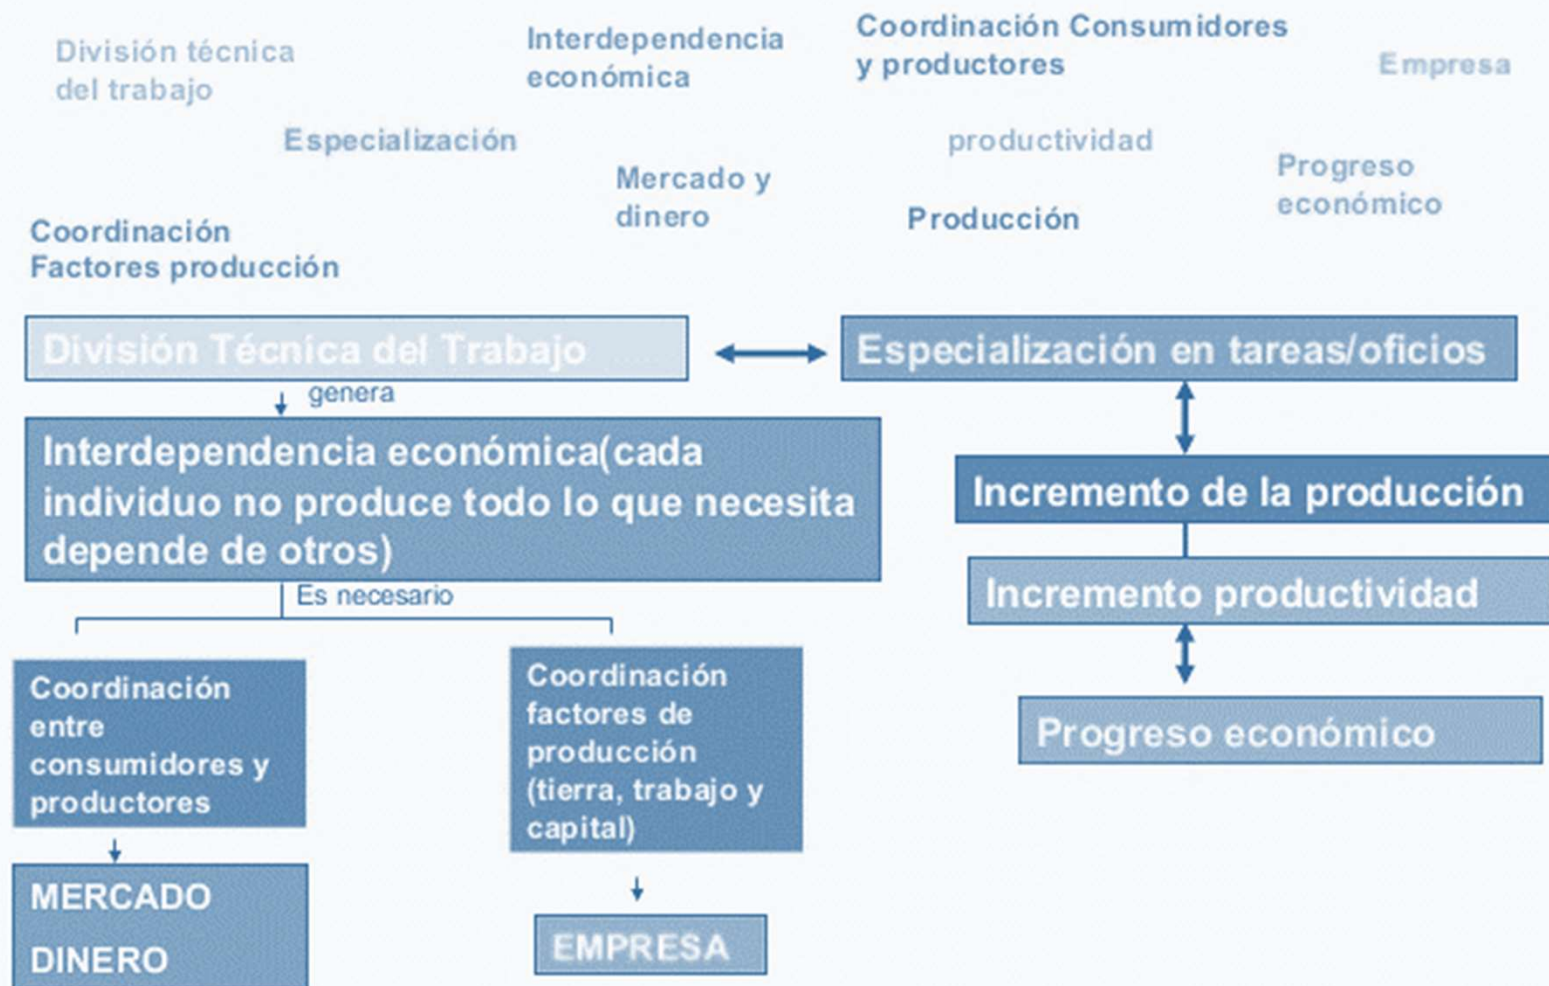 División técnica
del trabajo
Interdependencia
económica
Coordinación Consumidores
y productores
Empresa
Especialización
productividad
Mercado y
dinero
Progreso
económico
Producción
Coordinación
Factores producción
División Técnica del Trabajo
Especialización en tareas/oficios
genera
Interdependencia económica(cada
individuo no produce todo lo que necesita
depende de otros)
Incremento de la producción
Incremento productividad
Es necesario
Coordinación
entre
consumidores y
productores
Coordinación
factores de
producción
(tierra, trabajo y
capital)
Progreso económico
MERCADO
DINERO
EMPRESA